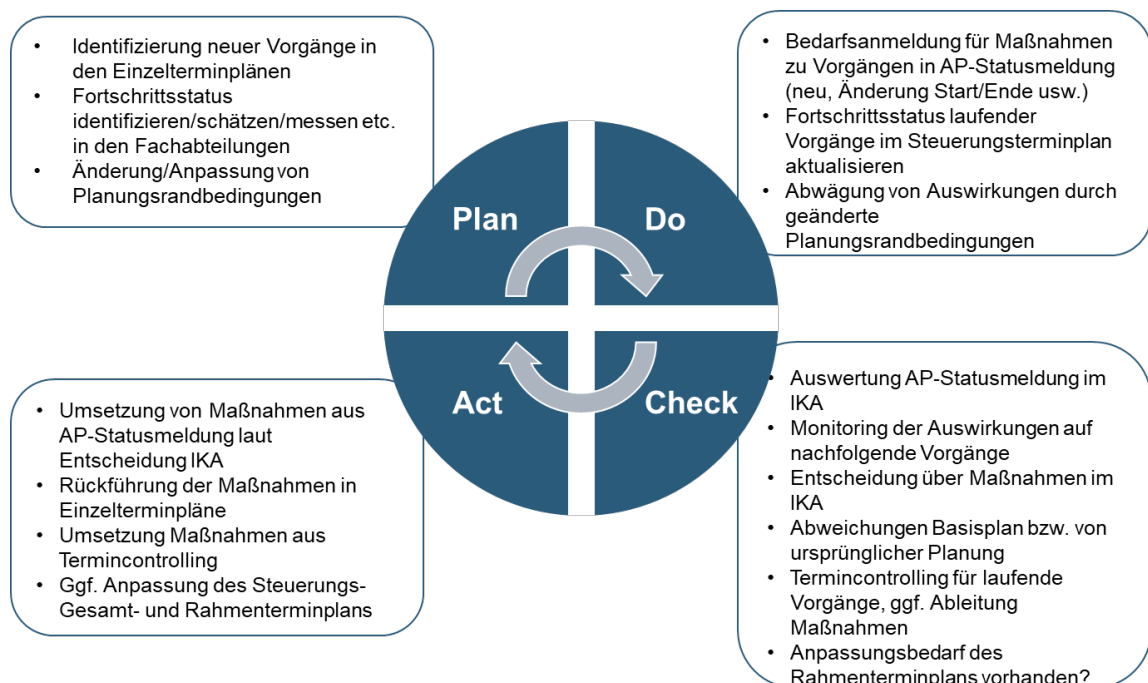 • Identifizierung neuer Vorgänge in
den Einzelterminplänen
• Fortschrittsstatus
identifizieren/schätzen/messen etc.
in den Fachabteilungen
• Änderung/Anpassung von
Planungsrandbedingungen
• Bedarfsanmeldung für Maßnahmen
zu Vorgängen in AP-Statusmeldung
(neu, Änderung Start/Ende usw.)
• Fortschrittsstatus laufender
Vorgänge im Steuerungsterminplan
aktualisieren
• Abwägung von Auswirkungen durch
geänderte
Planungsrandbedingungen
Plan
Do
Act
Check
• Umsetzung von Maßnahmen aus
AP-Statusmeldung laut
Entscheidung IKA
• Rückführung der Maßnahmen in
Einzelterminpläne
• Umsetzung Maßnahmen aus
Termincontrolling
• Ggf. Anpassung des Steuerungs-
Gesamt- und Rahmenterminplans
• Auswertung AP-Statusmeldung im
IKA
• Monitoring der Auswirkungen auf
nachfolgende Vorgänge
• Entscheidung über Maßnahmen im
IKA
• Abweichungen Basisplan bzw. von
ursprünglicher Planung
• Termincontrolling für laufende
Vorgänge, ggf. Ableitung
Maßnahmen
• Anpassungsbedarf des
Rahmenterminplans vorhanden?